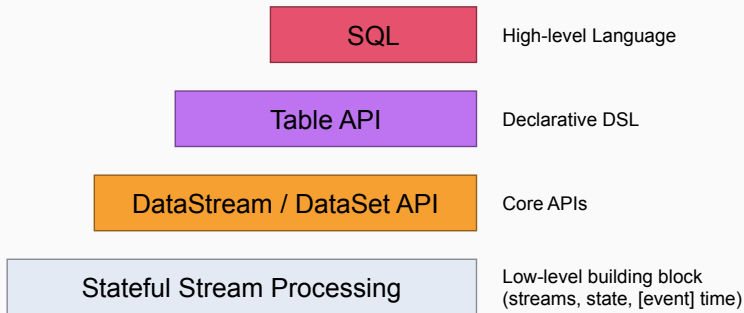 SQL
High-level Language
Table API
Declarative DSL
DataStream / DataSet API
Core APIs
Stateful Stream Processing
Low-level building block
(streams, state, [event] time)